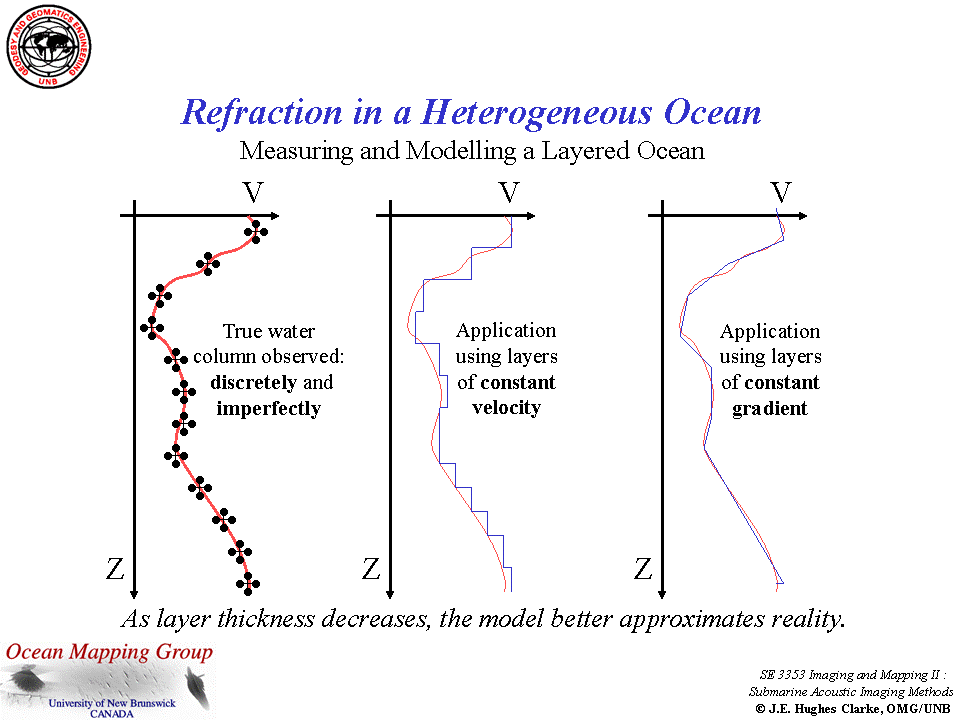 GEODESY AND GEOMATICS ENGINEERING
UNB
Refraction in a Heterogeneous Ocean
Measuring and Modelling a Layered Ocean
V
V
V
True water
column observed:
discretely and
imperfectly
Application
using layers
of constant
velocity
Application
using layers
of constant
gradient
Z
Z
Z
As layer thickness decreases, the model better approximates reality.
Ocean Mapping Group
University of New Brunswick
CANADA
SE 3353 Imaging and Mapping II :
Submarine Acoustic Imaging Methods
© J.E. Hughes Clarke, OMG/UNB